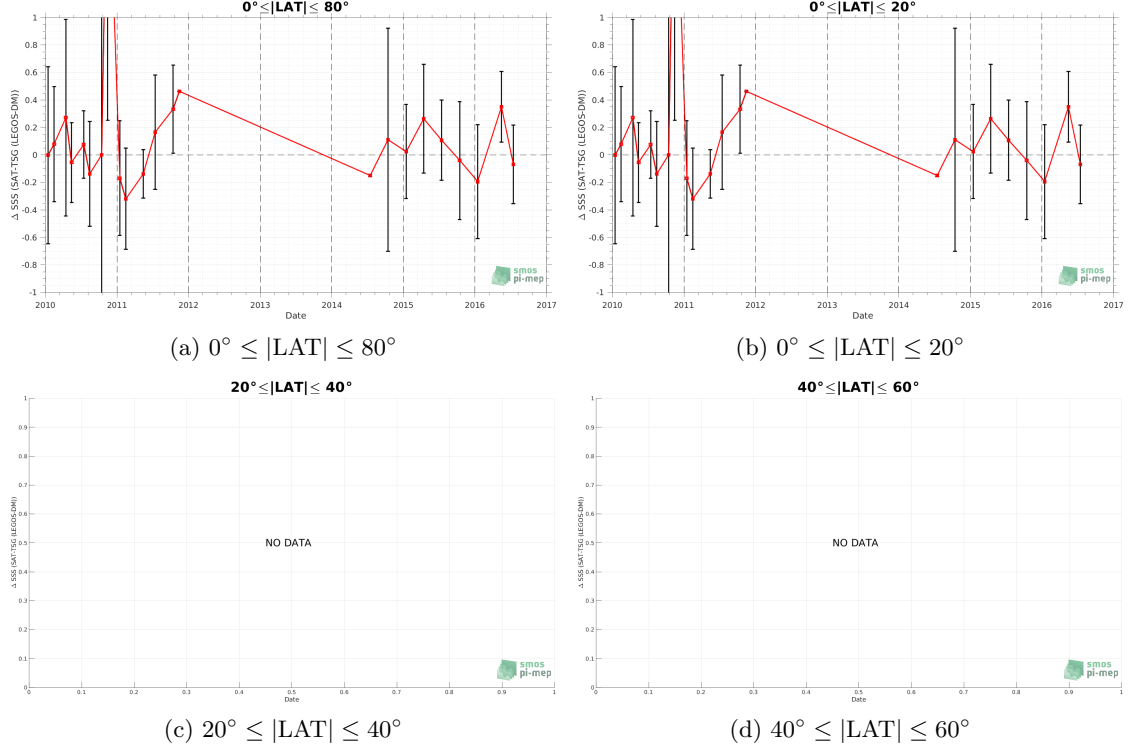 0°≤|LAT|≤ 80°
Δ SSS (SAT-TSG (LEGOS-DM))
1
0.8
0.6
0.4
0.2
0
-0.2
-0.4
-0.6
-0.8
-1
2010 2011 2012 2013 2014 2015 2016 2017
Date
smos
pi-mep
(a) 0° ≤ |LAT| ≤ 80°
0°≤|LAT|≤ 20°
Δ SSS (SAT-TSG (LEGOS-DM))
1
0.8
0.6
0.4
0.2
0
-0.2
-0.4
-0.6
-0.8
-1
2010 2011 2012 2013 2014 2015 2016 2017
Date
smos
pi-mep
(b) 0° ≤ |LAT| ≤ 20°
20°≤|LAT|≤ 40°
Δ SSS (SAT-TSG (LEGOS-DM))
1
0.9
0.8
0.7
0.6
0.5
0.4
0.3
0.2
0.1
0
NO DATA
0 0.1 0.2 0.3 0.4 0.5 0.6 0.7 0.8 0.9 1
Date
smos
pi-mep
(c) 20° ≤ |LAT| ≤ 40°
40°≤|LAT|≤ 60°
Δ SSS (SAT-TSG (LEGOS-DM))
1
0.9
0.8
0.7
0.6
0.5
0.4
0.3
0.2
0.1
0
NO DATA
0 0.1 0.2 0.3 0.4 0.5 0.6 0.7 0.8 0.9 1
Date
smos
pi-mep
(d) 40° ≤ |LAT| ≤ 60°